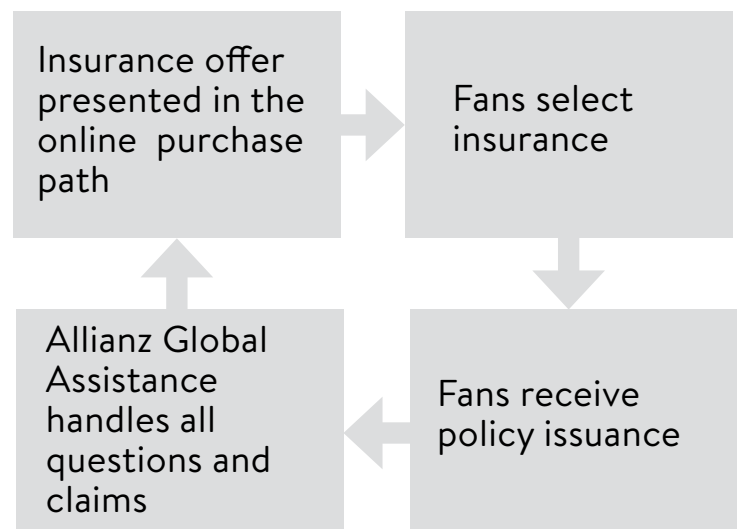 Insurance offer
presented in the
online purchase
path
Fans select
insurance
Fans receive
policy issuance
Allianz Global
Assistance
handles all
questions and
claims